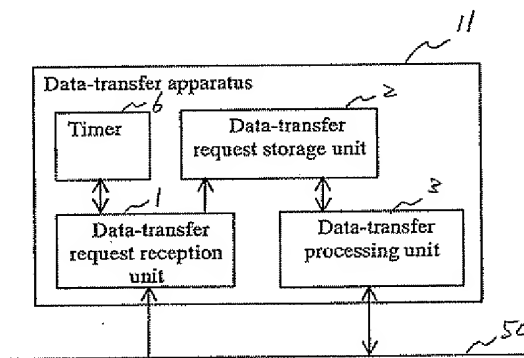 11
Data-transfer apparatus
6
2
Timer
Data-transfer
request storage unit
1
3
Data-transfer
request reception
unit
Data-transfer
processing unit
50